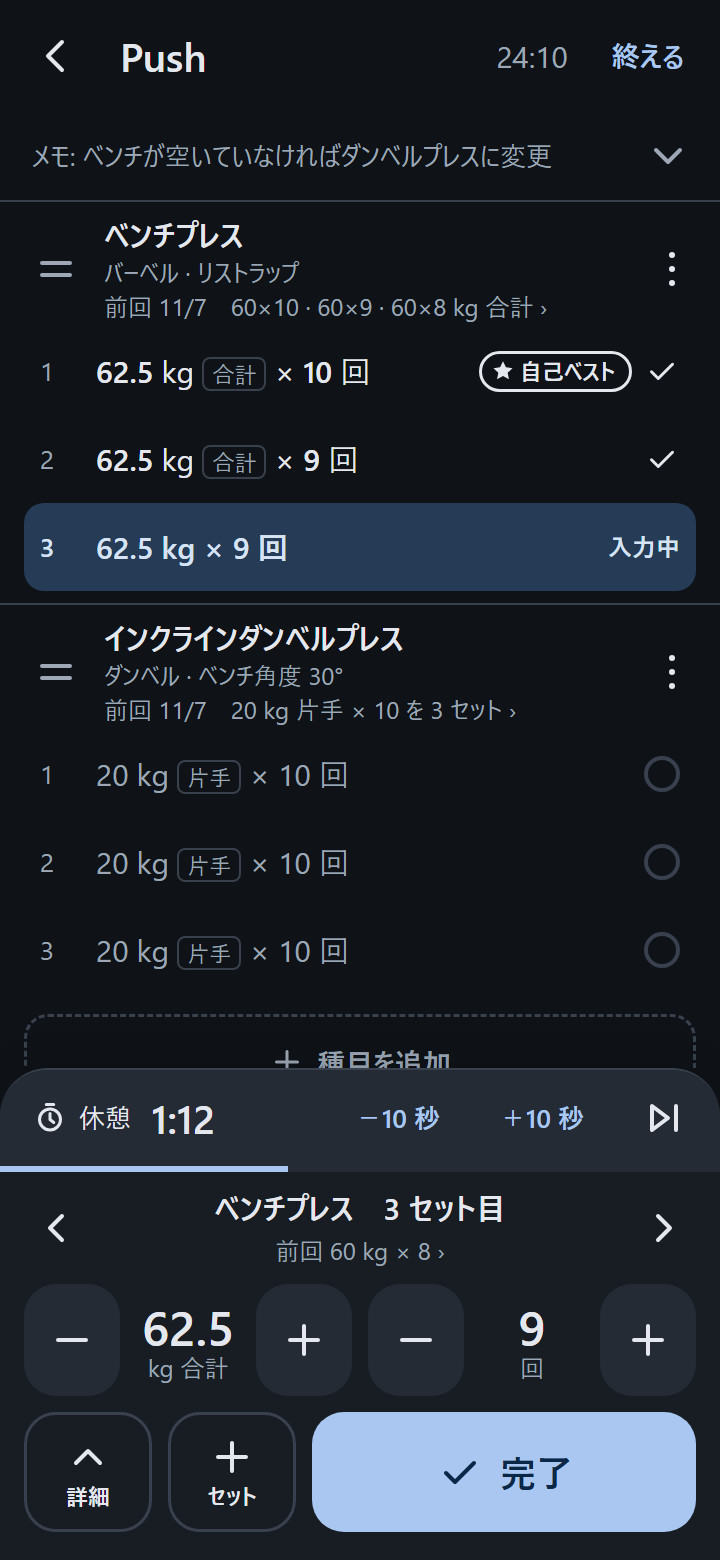 Push 24:10 終える
メモ: ベンチが空いていなければダンベルプレスに変更
ベンチプレス
バーベル · リストラップ
前回 11/7 60×10 · 60×9 · 60×8 kg 合計 ›
1 62.5 kg 合計 × 10 回 ★ 自己ベスト
2 62.5 kg 合計 × 9 回
3 62.5 kg × 9 回 入力中
インクラインダンベルプレス
ダンベル · ベンチ角度 30°
前回 11/7 20 kg 片手 × 10 を 3 セット ›
1 20 kg 片手 × 10 回
2 20 kg 片手 × 10 回
3 20 kg 片手 × 10 回
＋ 種目を追加
休憩 1:12 −10 秒 +10 秒
ベンチプレス 3 セット目
前回 60 kg × 8 ›
62.5 9
kg 合計 回
詳細 セット 完了